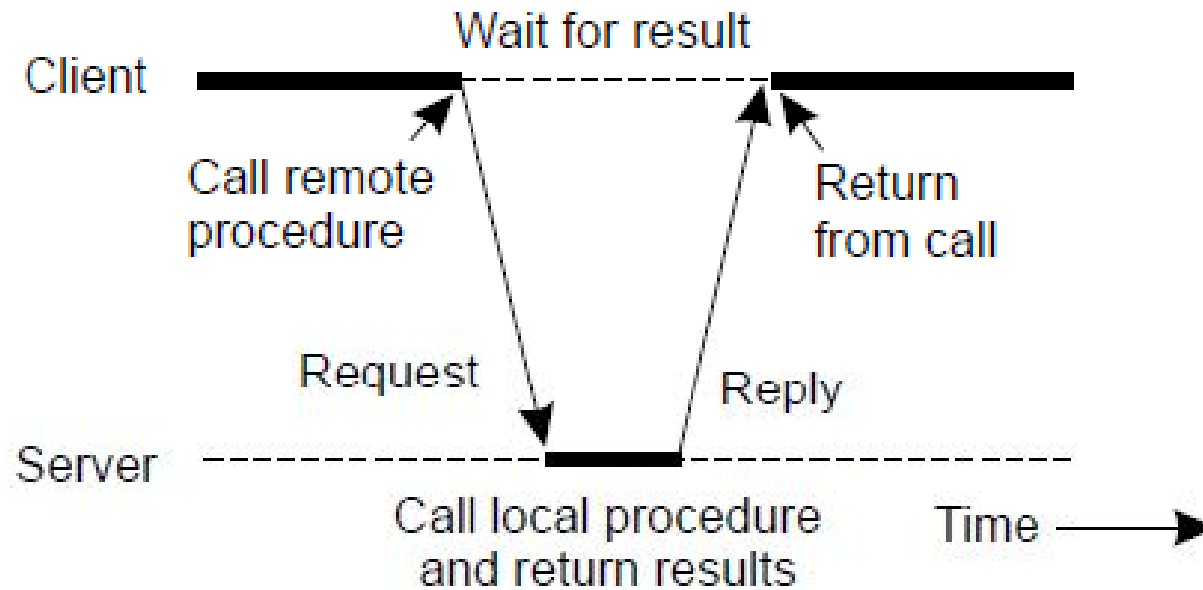 Wait for result
Client
Call remote
procedure
Return
from call
Request
Reply
Server
Call local procedure
and return results
Time